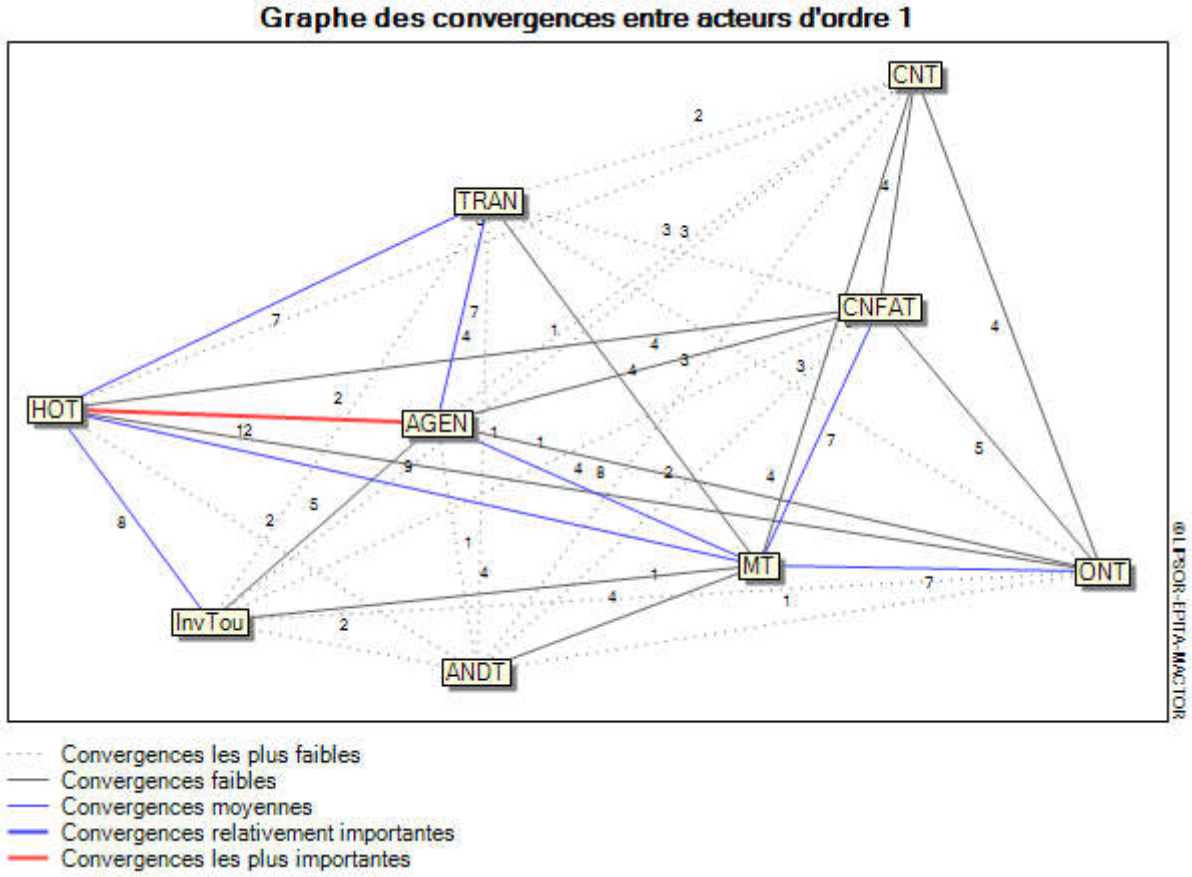 Graphe des convergences entre acteurs d'ordre 1
CNT
2
TRAN
4
3 3
CNFAT
7
7
4
1
4
4
3
3
4
2
HOT
AGEN
12
1
1
7
5
9
4
8
2
4
5
8
2
1
MT
ONT
4
1
4
7
1
InvTou
2
ANDT
©LIPSOR-EPITA-MACTOR
Convergences les plus faibles
Convergences faibles
Convergences moyennes
Convergences relativement importantes
Convergences les plus importantes